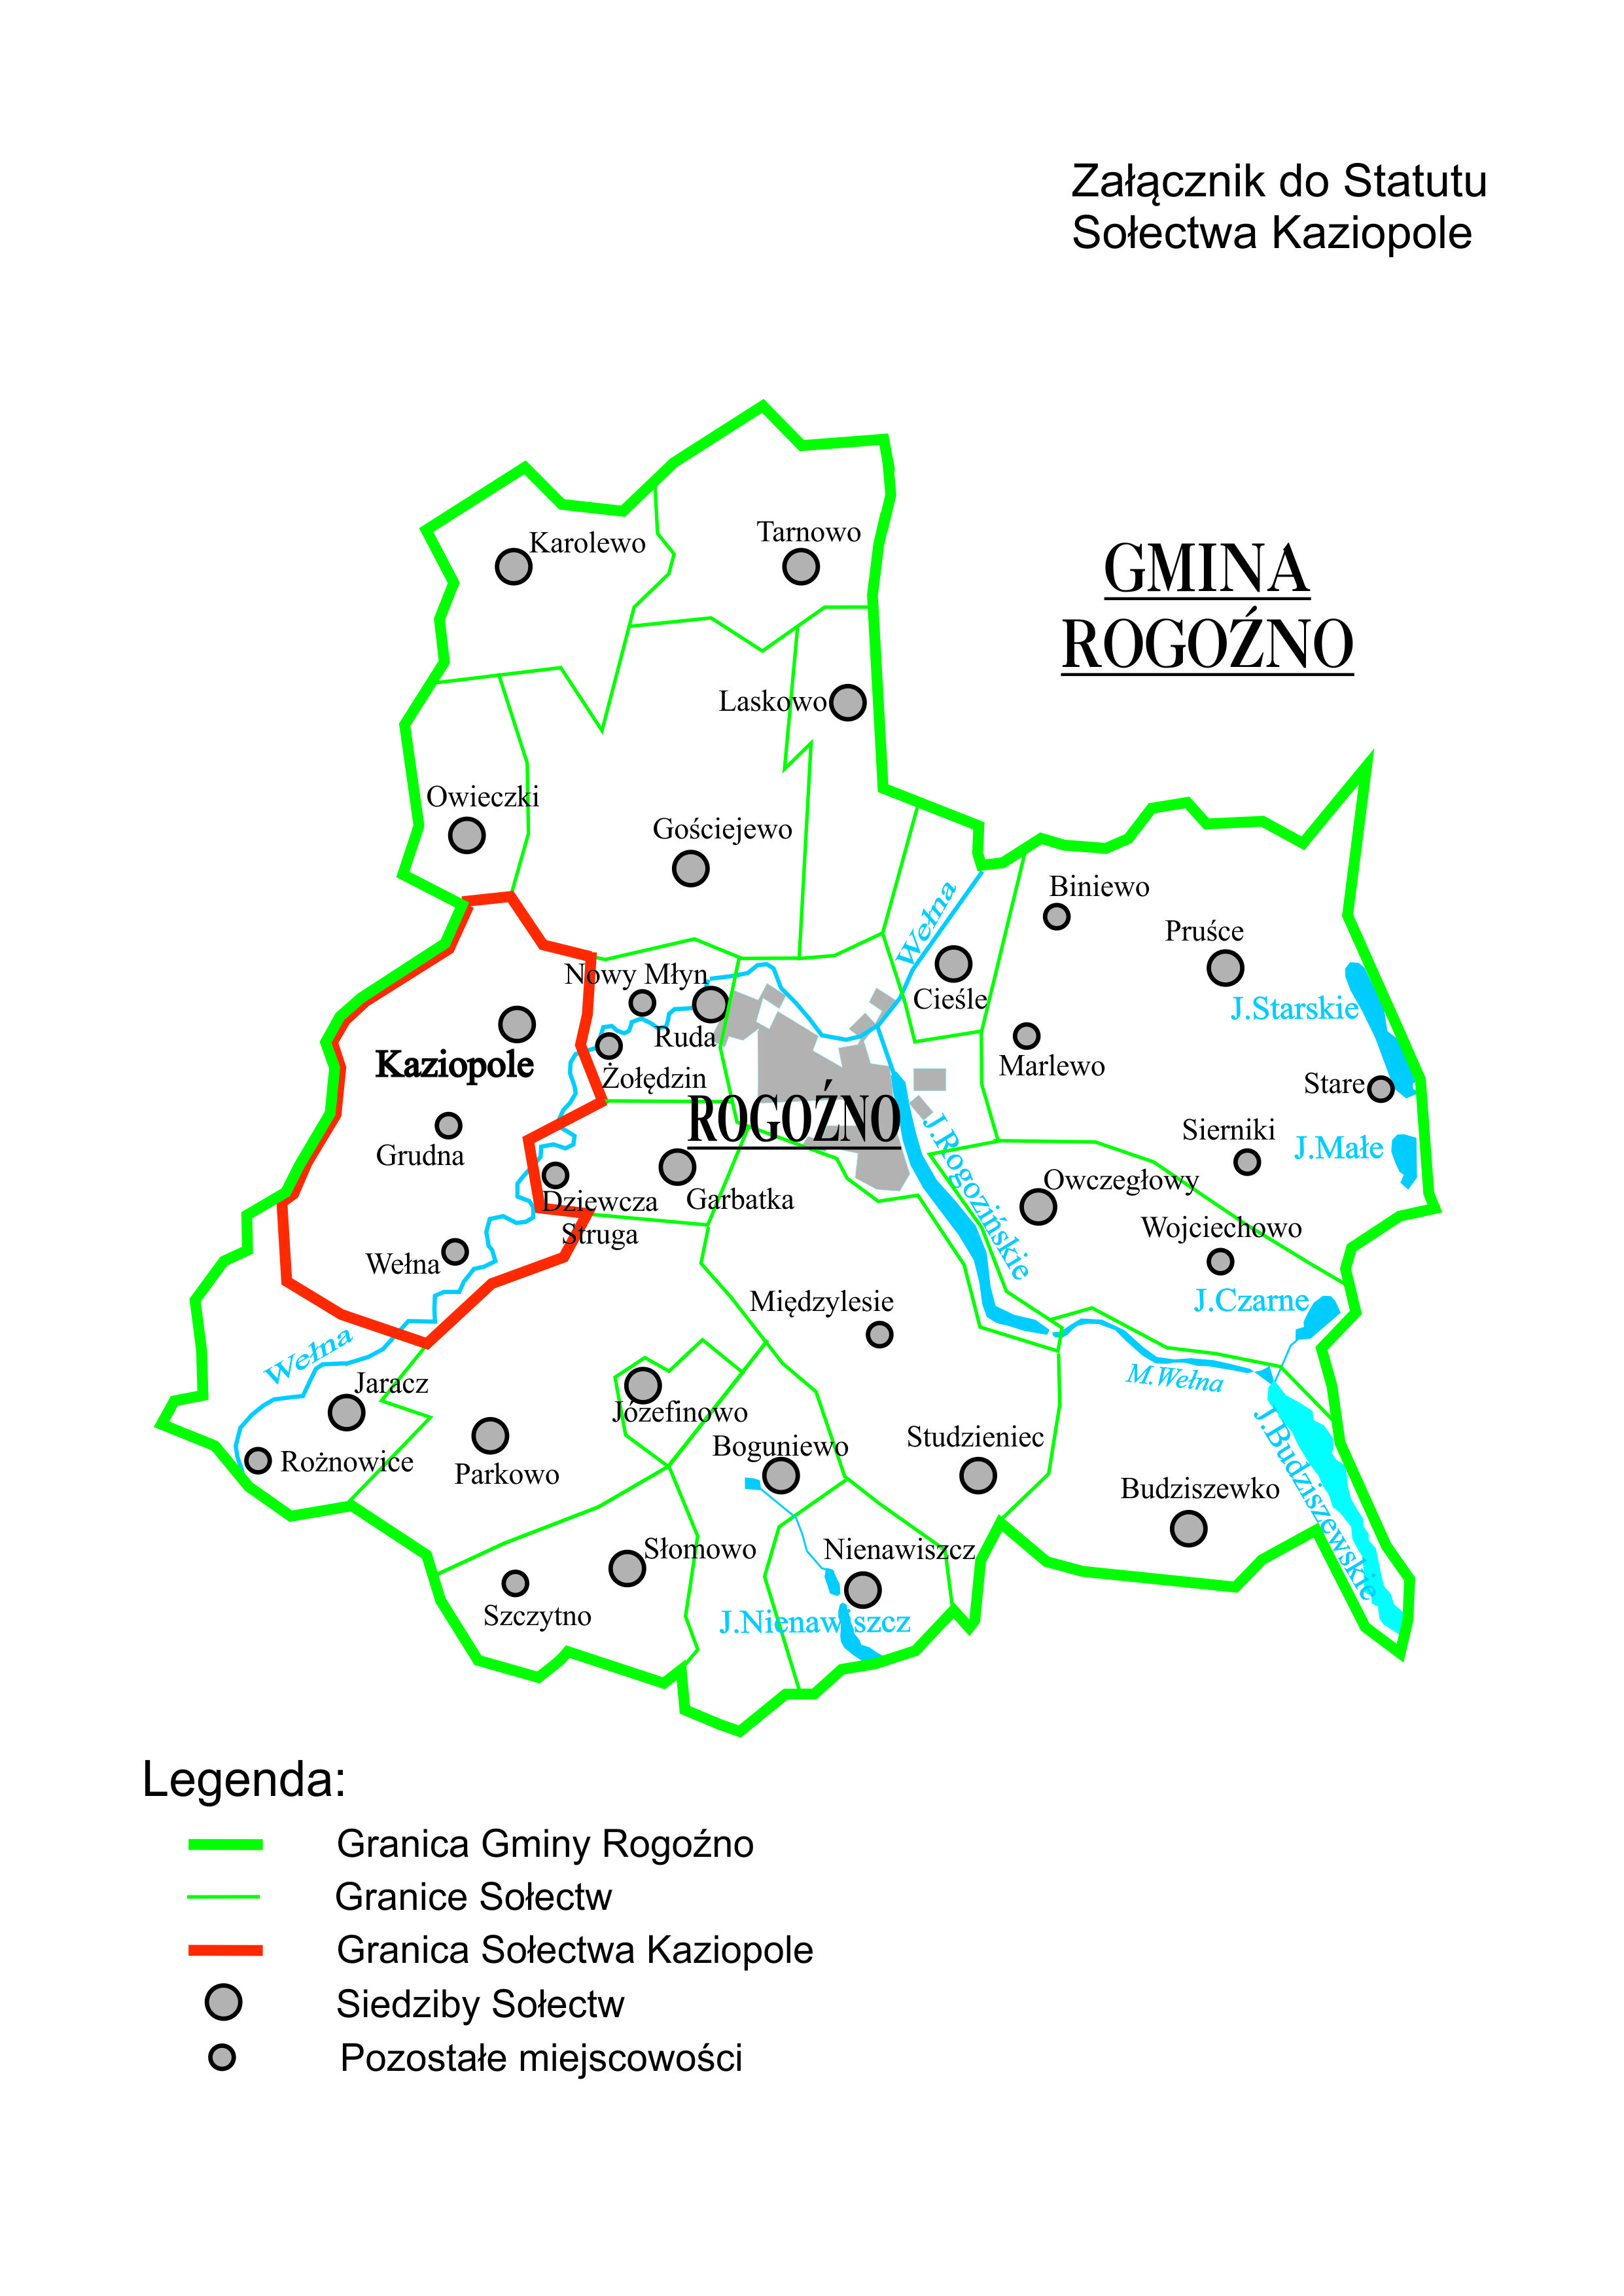 Załącznik do Statutu
Sołectwa Kaziopole
GMINA
ROGOŹNO
Karolewo
Tarnowo
Laskowo
Owieczki
Gościejewo
Wełna
Biniewo
Pruśce
Nowy Młyn
Cieśle
J.Starskie
Ruda
Kaziopole
Marlewo
Żołędzin
Stare
ROGOŹNO
J.Rogozińskie
Sierniki
J.Małe
Grudna
Owczegłowy
Dziewcza
Struga
Garbatka
Wojciechowo
Wełna
J.Czarne
Międzylesie
Wełna
M.Wełna
Jaracz
Józefinowo
J.Budziszewskie
Boguniewo
Studzieniec
Rożnowice
Parkowo
Budziszewko
Słomowo
Nienawiszcz
Szczytno
J.Nienawiszcz
Legenda:
Granica Gminy Rogoźno
Granice Sołectw
Granica Sołectwa Kaziopole
Siedziby Sołectw
Pozostałe miejscowości